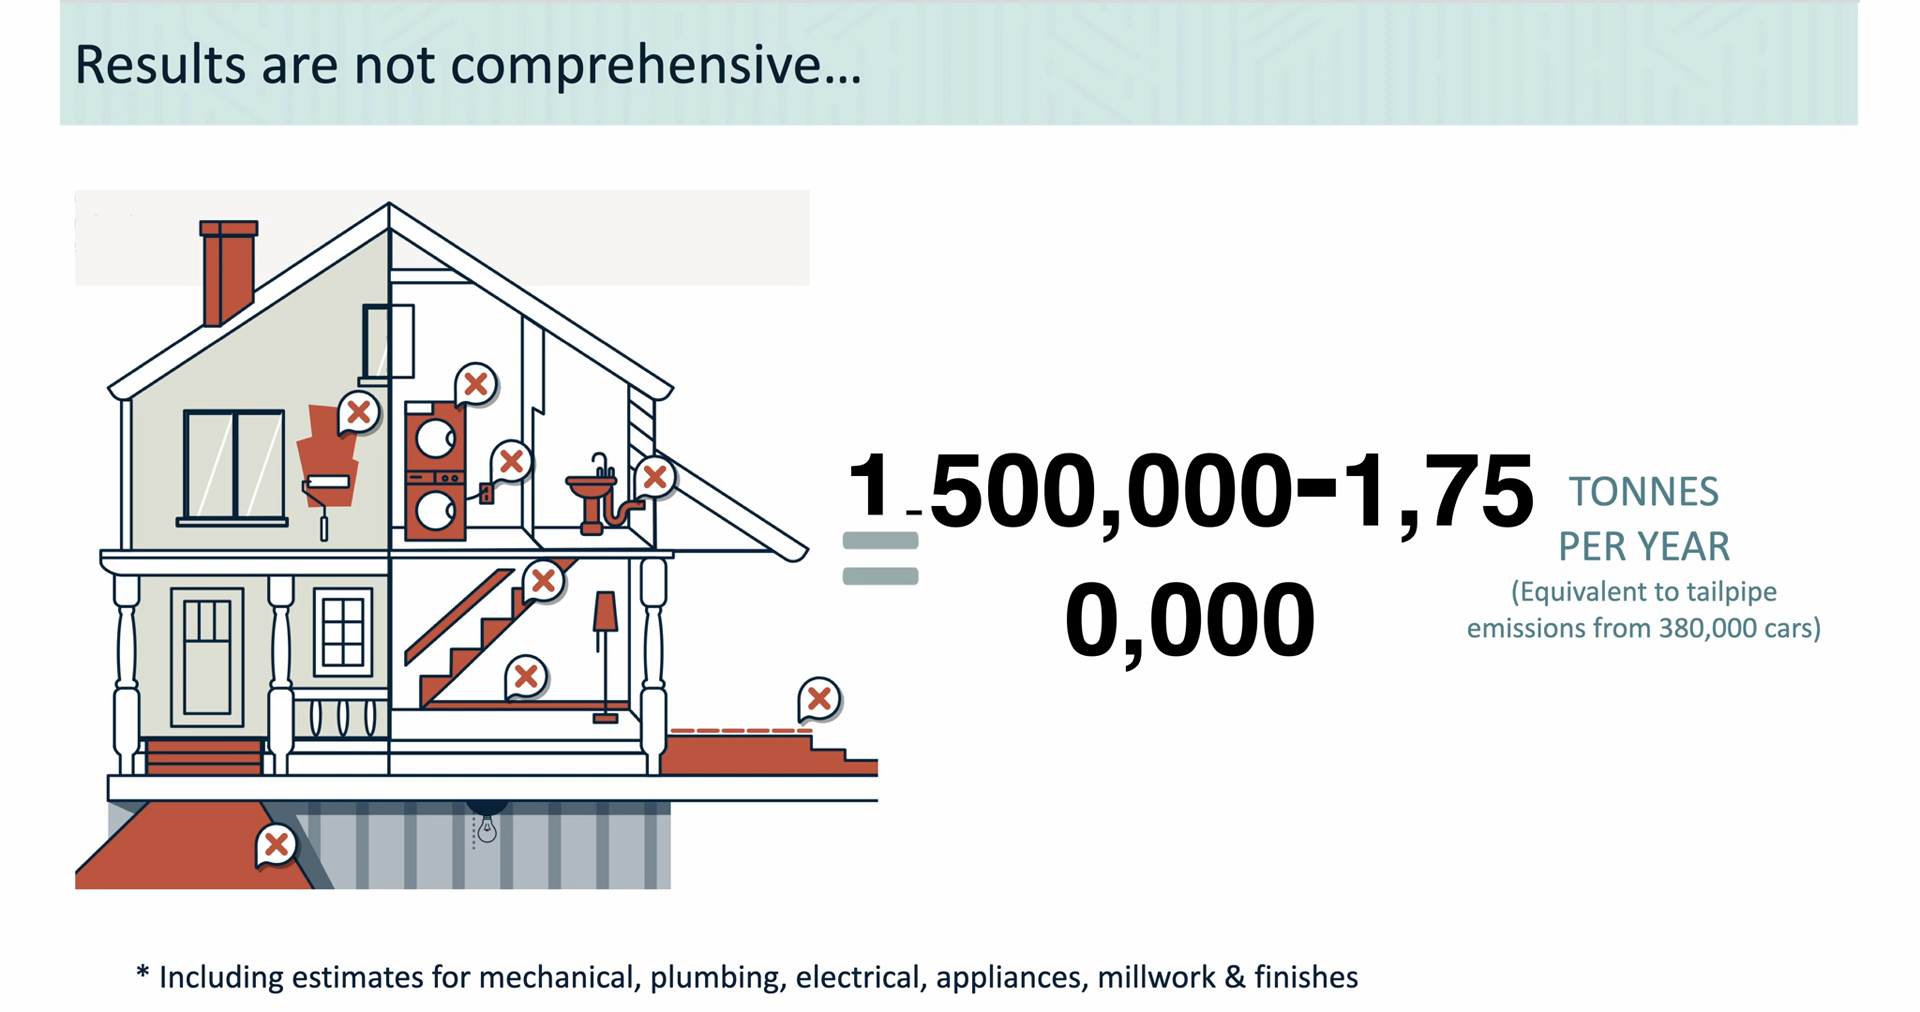 Results are not comprehensive…
1 -500,000-1,75
0,000
TONNES
PER YEAR
(Equivalent to tailpipe
emissions from 380,000 cars)
* Including estimates for mechanical, plumbing, electrical, appliances, millwork & finishes